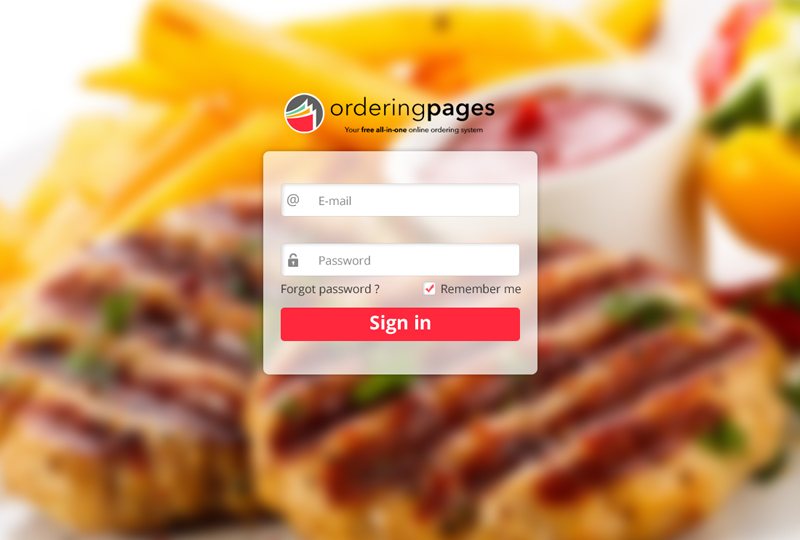 orderingpages
Your free all-in-one online ordering system
@ E-mail
Password
Forgot password ? Remember me
Sign in